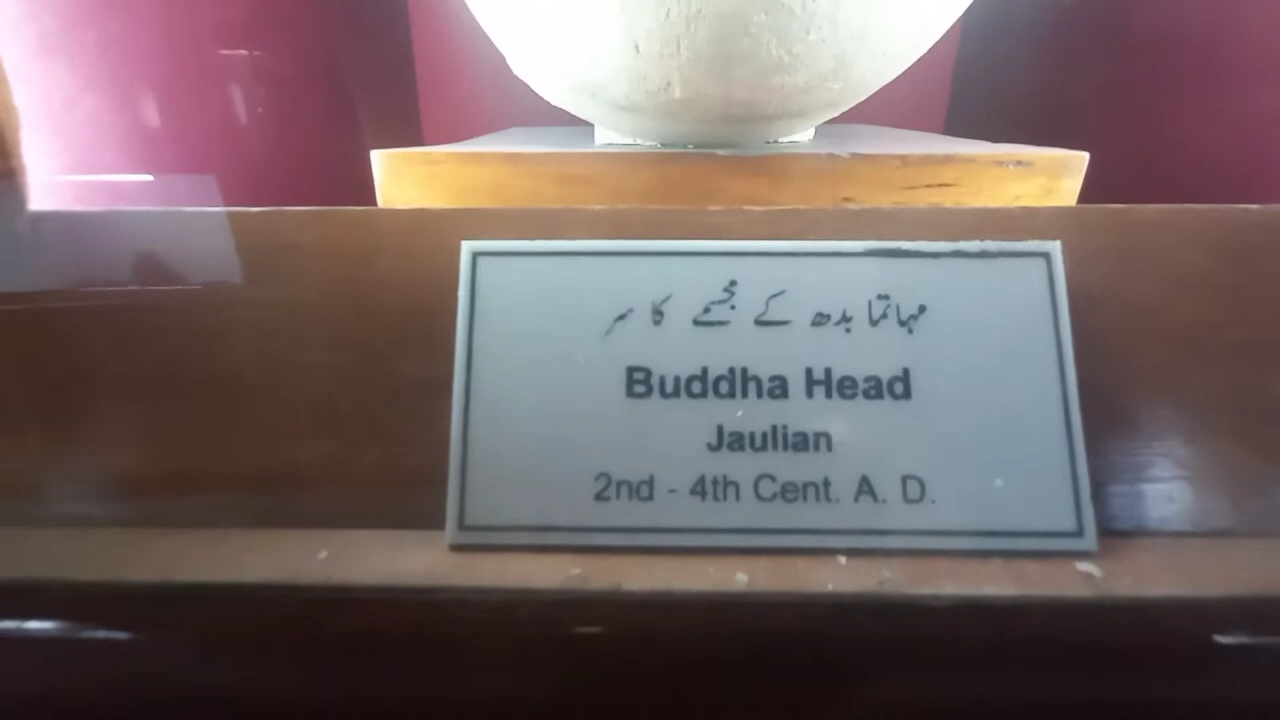 مہاتما بدھ کے مجسمے کا سر
Buddha Head
Jaulian
2nd - 4th Cent. A. D.